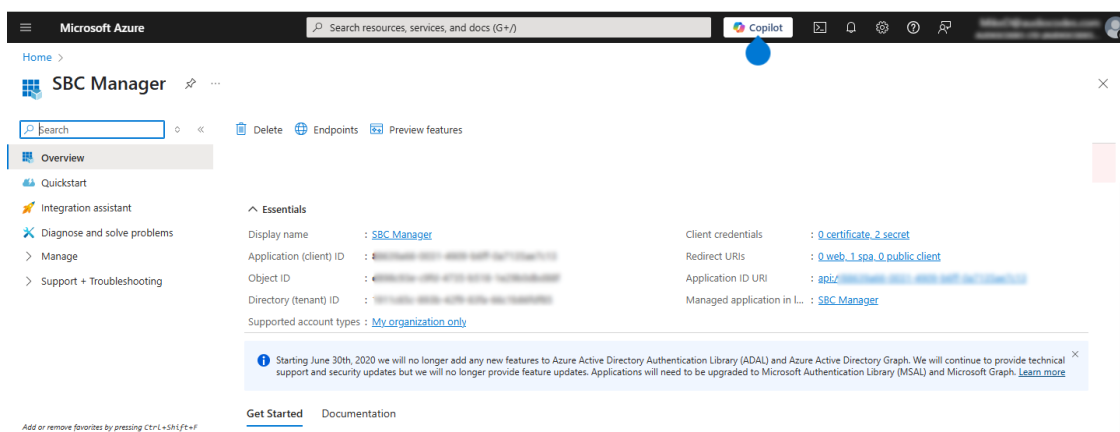 Microsoft Azure
Search resources, services, and docs (G+/)
Copilot
Home >
SBC Manager
Search
Delete
Endpoints
Preview features
Overview
Quickstart
Integration assistant
Diagnose and solve problems
Manage
Support + Troubleshooting
Essentials
Display name : SBC Manager
Application (client) ID :
Object ID :
Directory (tenant) ID :
Supported account types : My organization only
Client credentials : 0 certificate, 2 secret
Redirect URIs : 0 web, 1 spa, 0 public client
Application ID URI : api:/
Managed application in l... : SBC Manager
Starting June 30th, 2020 we will no longer add any new features to Azure Active Directory Authentication Library (ADAL) and Azure Active Directory Graph. We will continue to provide technical
support and security updates but we will no longer provide feature updates. Applications will need to be upgraded to Microsoft Authentication Library (MSAL) and Microsoft Graph. Learn more
Get Started
Documentation
Add or remove favorites by pressing Ctrl+Shift+F